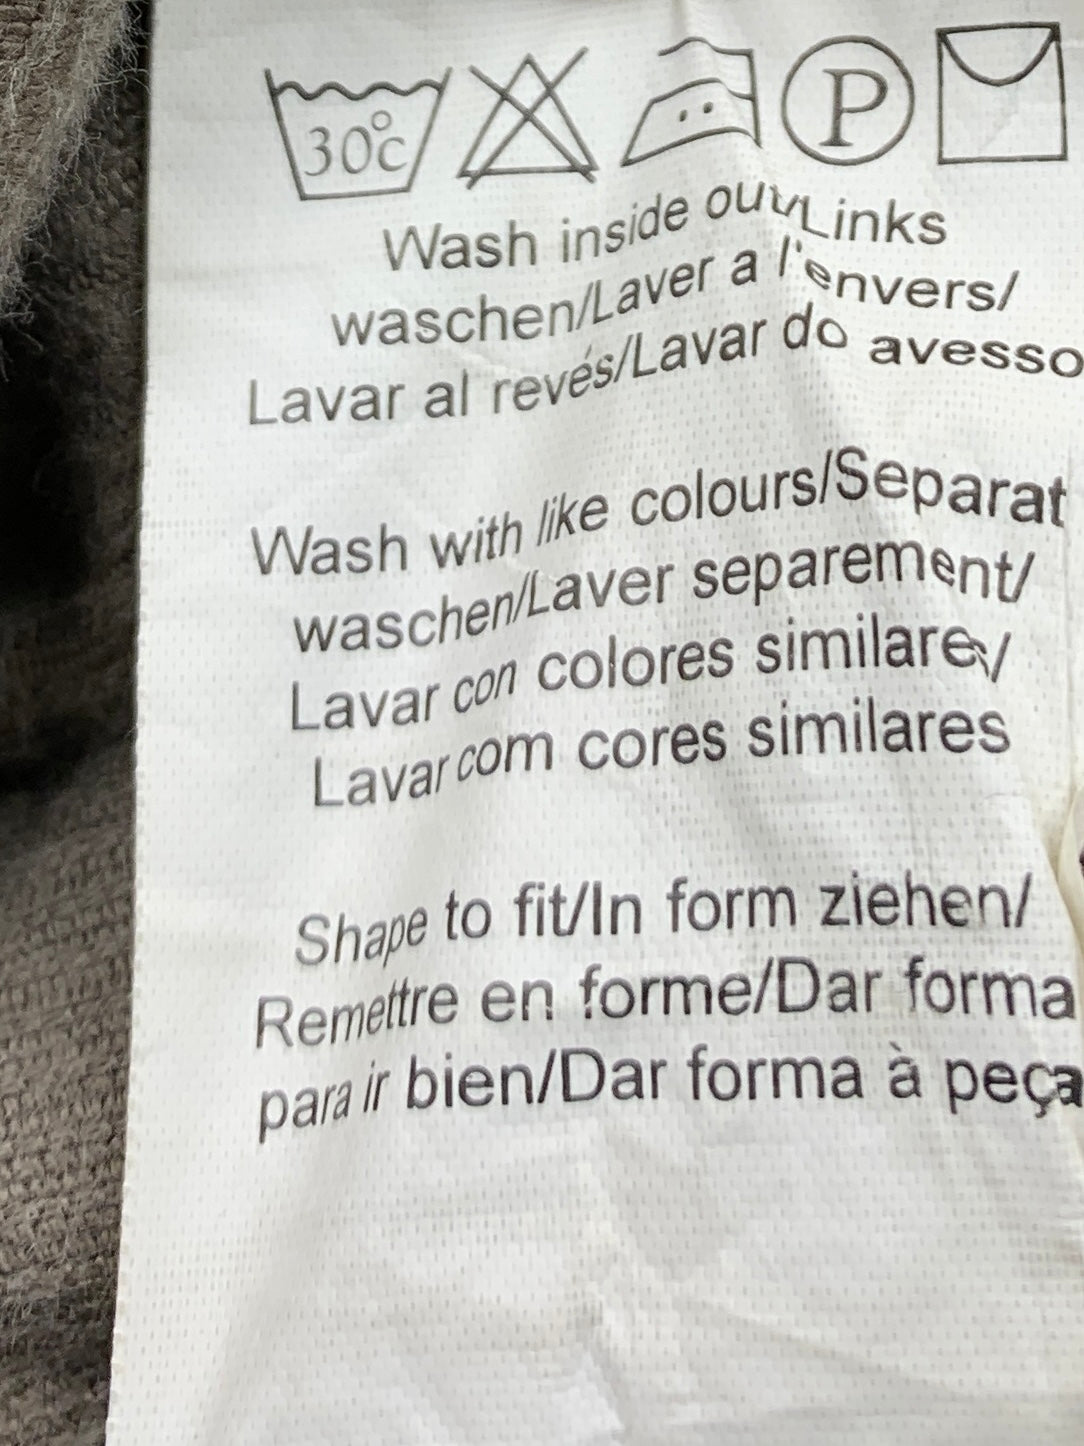 30°C P
Wash inside out/Links
waschen/Laver a l'envers/
Lavar al revés/Lavar do avesso
Wash with like colours/Separat
waschen/Laver separement/
Lavar con colores similares/
Lavar com cores similares
Shape to fit/In form ziehen/
Remettre en forme/Dar forma
para ir bien/Dar forma à peça